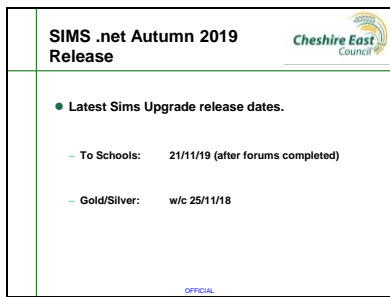 SIMS .net Autumn 2019
Release
Cheshire East
Council
● Latest Sims Upgrade release dates.
– To Schools: 21/11/19 (after forums completed)
– Gold/Silver: w/c 25/11/18
OFFICIAL